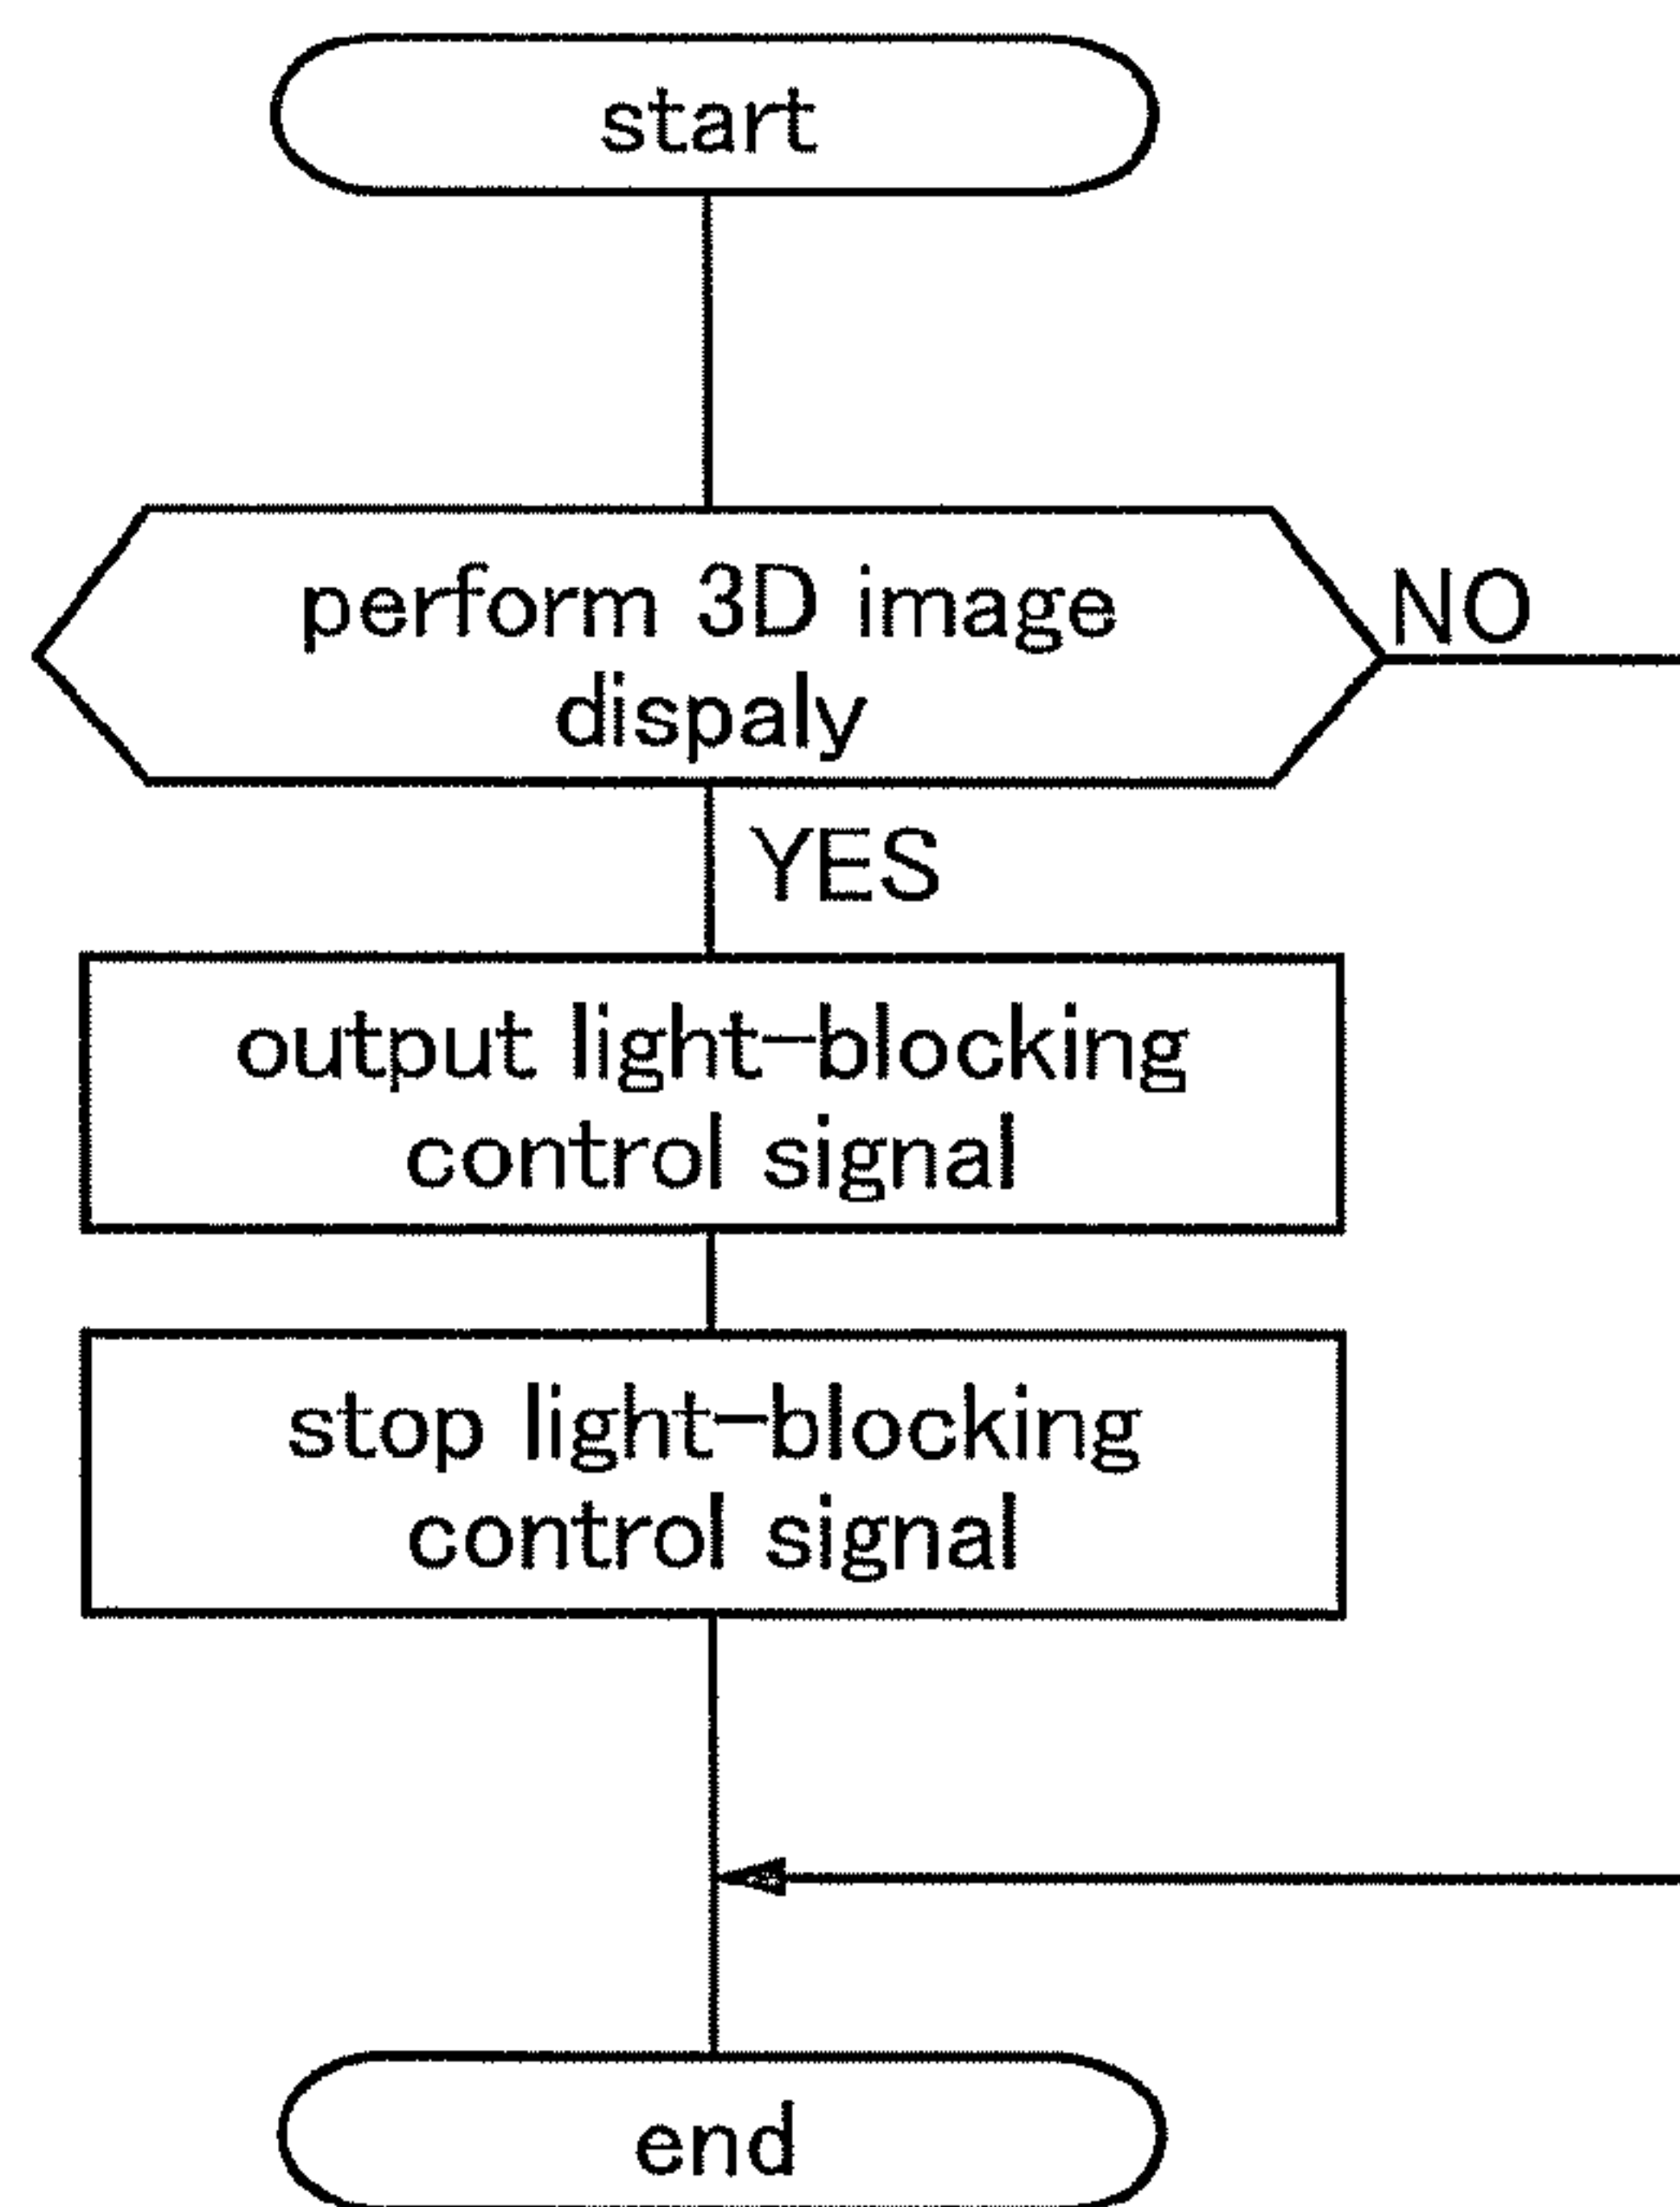 start
perform 3D image
dispaly
NO
YES
output light-blocking
control signal
stop light-blocking
control signal
end